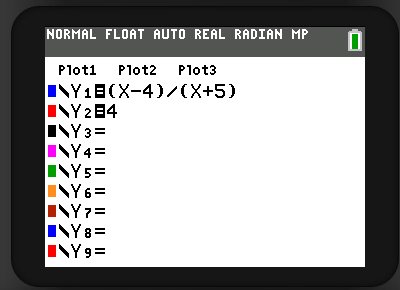 NORMAL FLOAT AUTO REAL RADIAN MP
Plot1 Plot2 Plot3
\Y1=(X-4)/(X+5)
\Y2=4
\Y3=
\Y4=
\Y5=
\Y6=
\Y7=
\Y8=
\Y9=